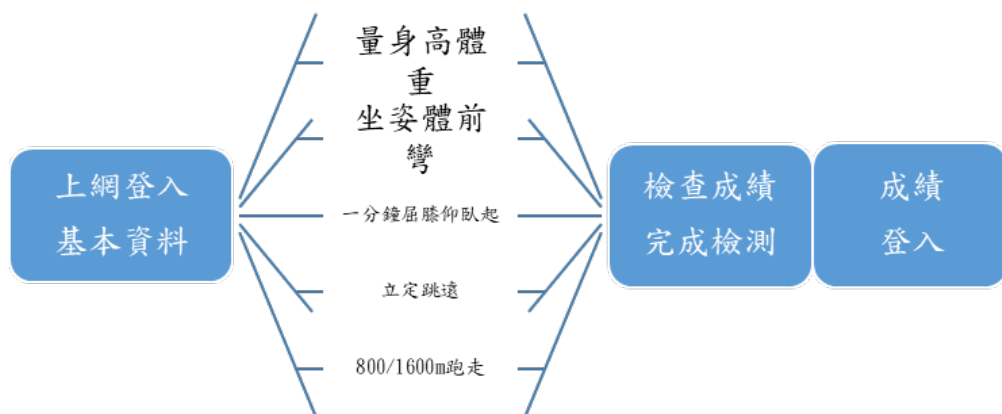 上網登入
基本資料
量身高體
重
坐姿體前
彎
一分鐘屈膝仰臥起
立定跳遠
800/1600m跑走
檢查成績
完成檢測
成績
登入